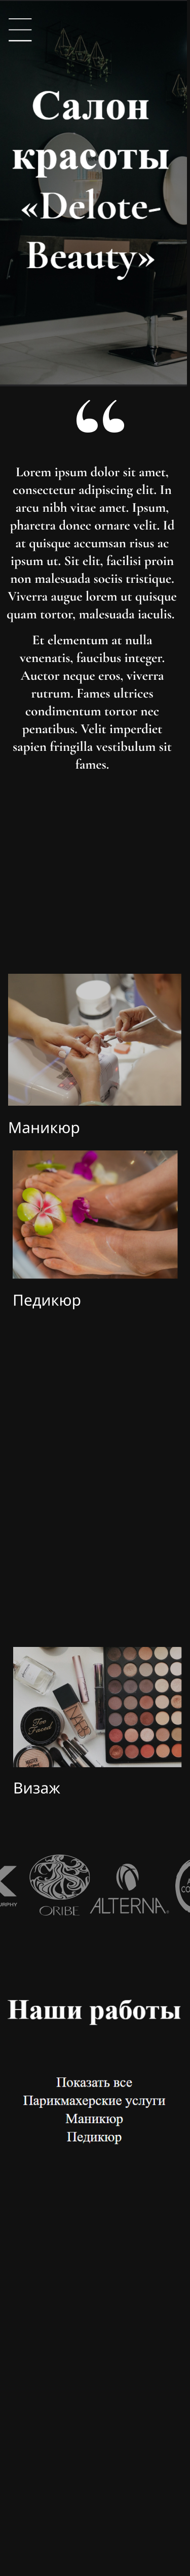 Салон
красоты
«Delote-
Beauty»
“
Lorem ipsum dolor sit amet,
consectetur adipiscing elit. In
arcu nibh vitae amet. Ipsum,
pharetra donec ornare velit. Id
at quisque accumsan risus ac
ipsum ut. Sit elit, facilisi proin
non malesuada sociis tristique.
Viverra augue lorem ut quisque
quam tortor, malesuada iaculis.
Et elementum at nulla
venenatis, faucibus integer.
Auctor neque eros, viverra
rutrum. Fames ultrices
condimentum tortor nec
penatibus. Velit imperdiet
sapien fringilla vestibulum sit
fames.
Маникюр
Педикюр
Too
Faced
Визаж
URPHY
ORIBE
ALTERNA
Наши работы
Показать все
Парикмахерские услуги
Маникюр
Педикюр